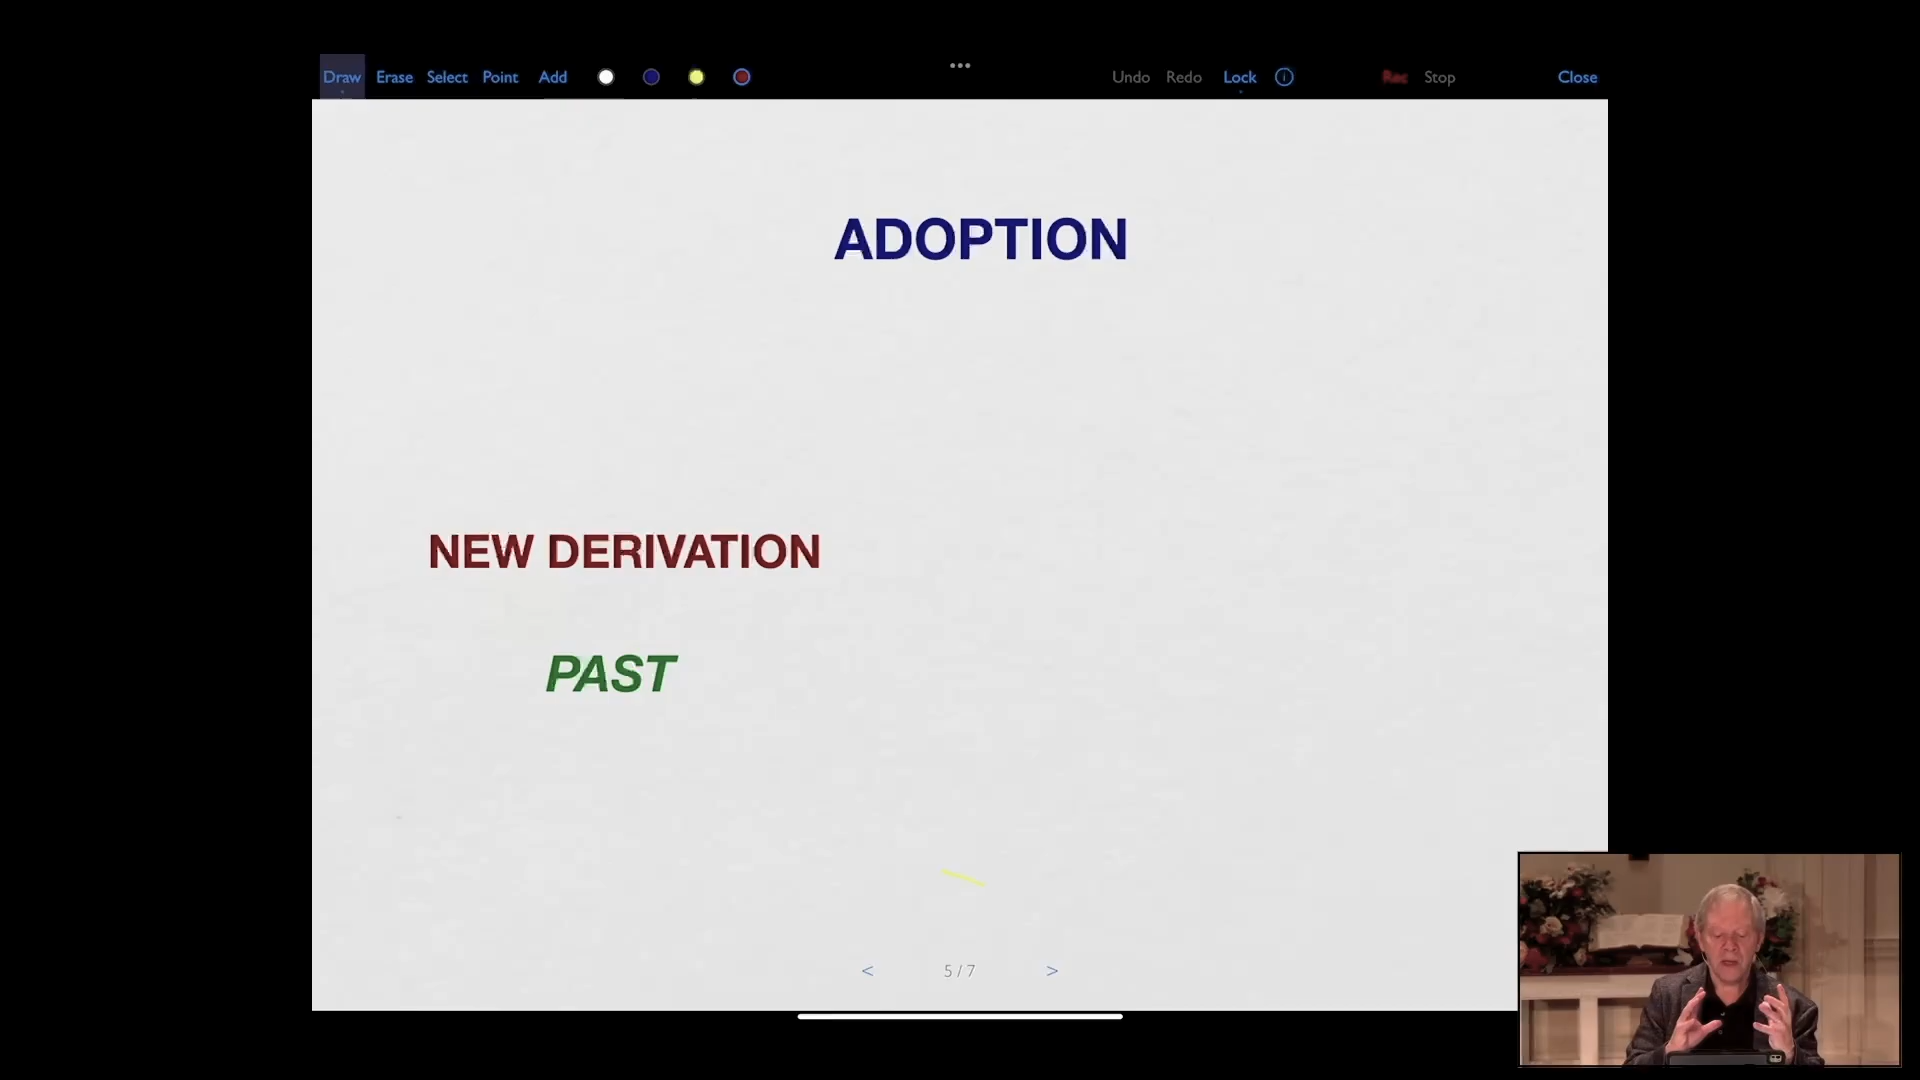 Draw Erase Select Point Add ••• Undo Redo Lock i Rec Stop Close
ADOPTION
NEW DERIVATION
PAST
< 5 / 7 >